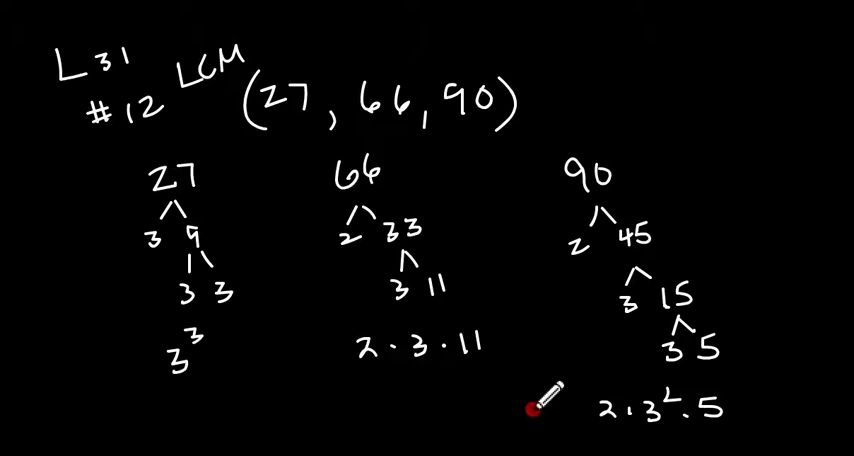 L31
#12 LCM (27, 66, 90)
27 66 90
3 9 2 33 2 45
3 3 3 11 3 15
3³ 2 · 3 · 11 3 5
2 · 3² · 5